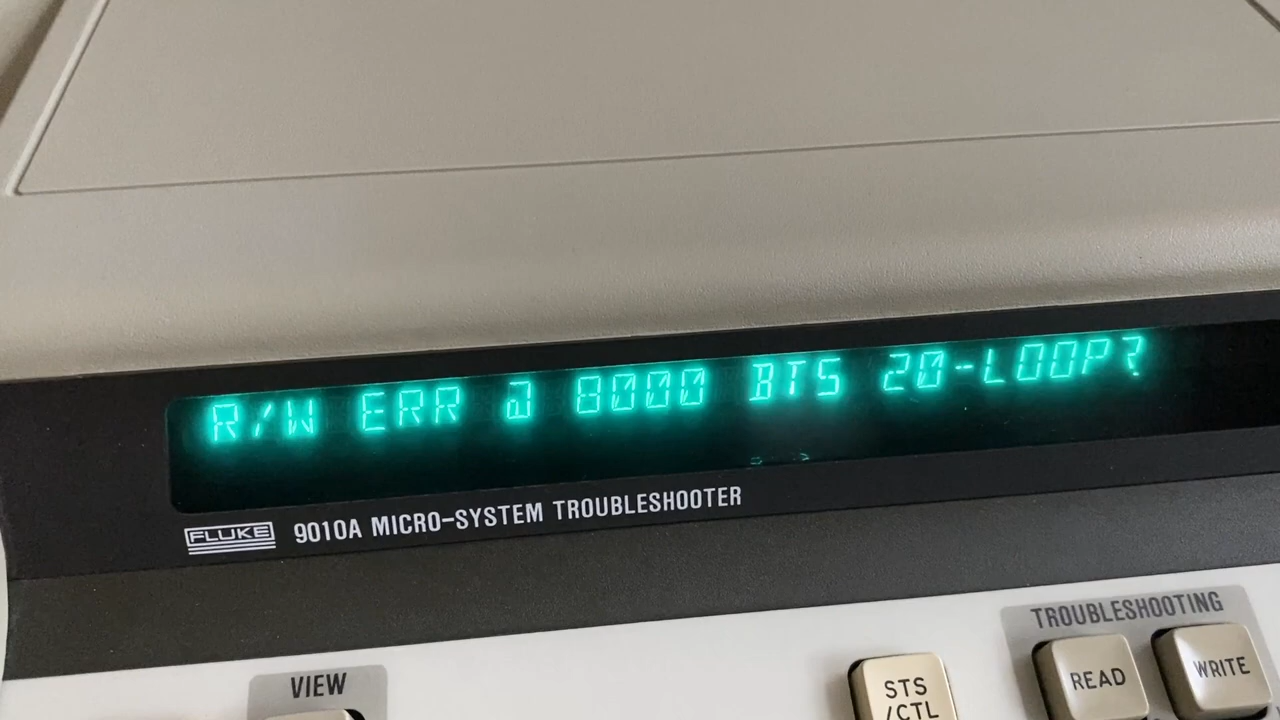 R/W ERR @ 8000 BTS 20-LOOP?
FLUKE 9010A MICRO-SYSTEM TROUBLESHOOTER
TROUBLESHOOTING
VIEW
STS
/CTL
READ
WRITE